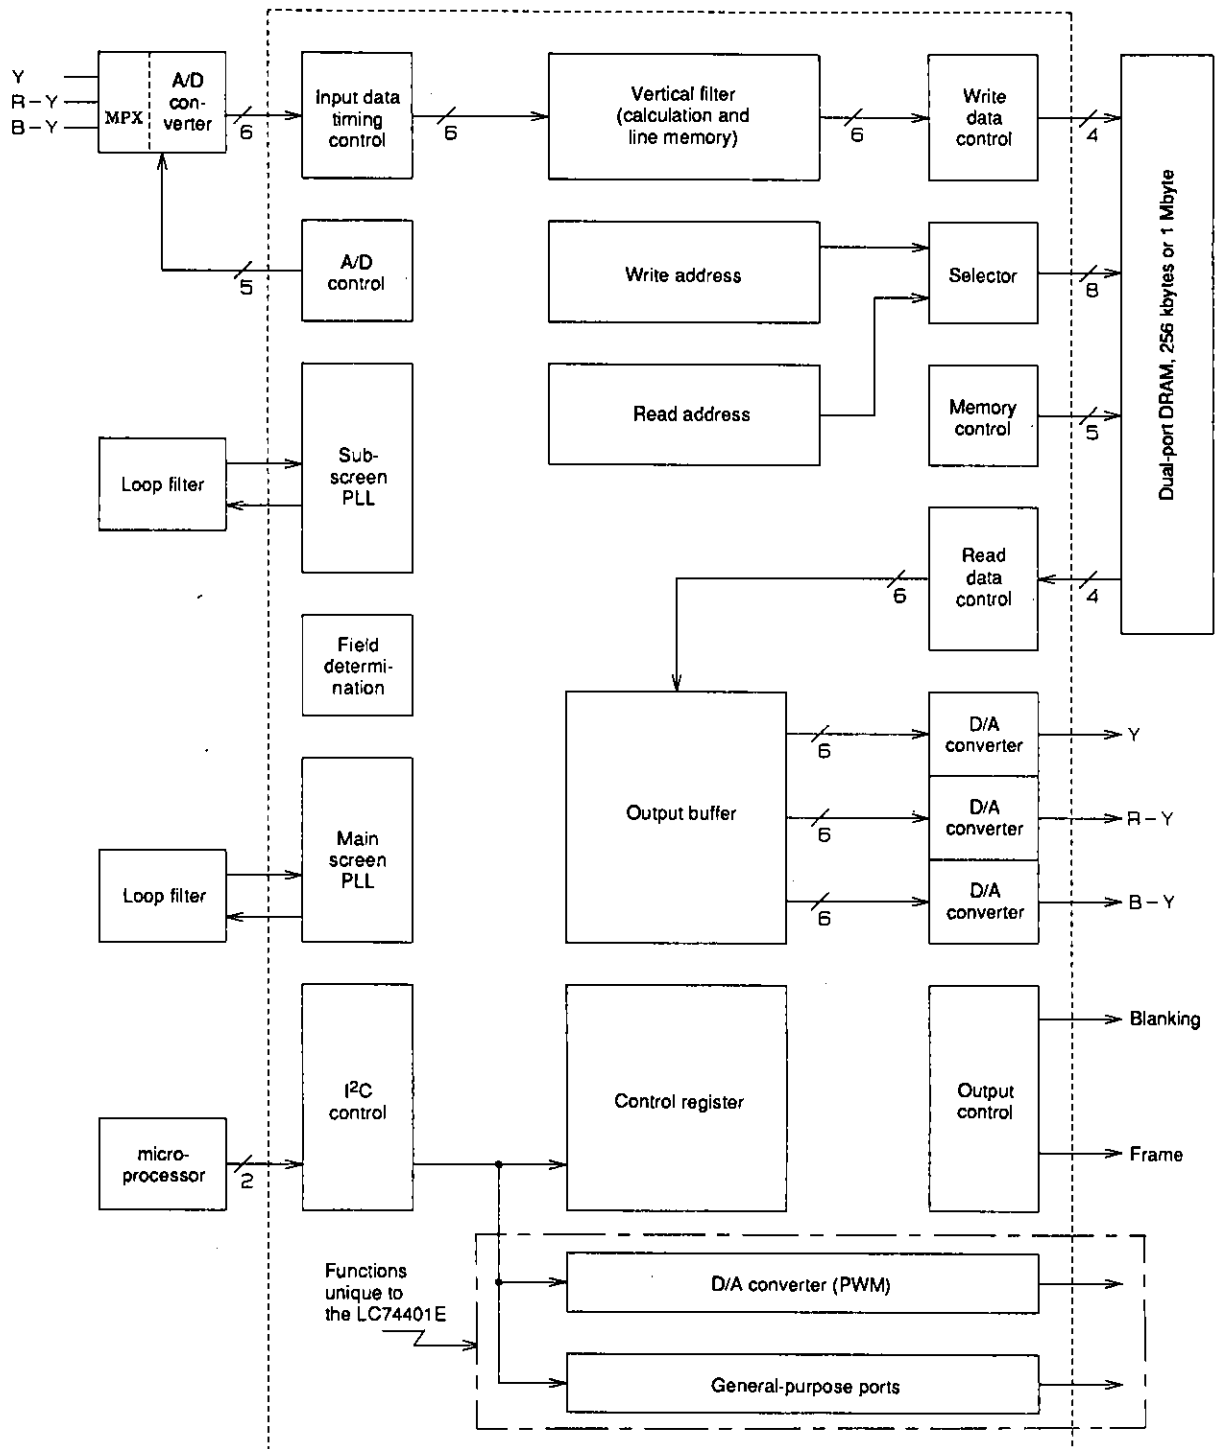 Y
R-Y
B-Y
MPX
A/D
con-
verter
6
Input data
timing
control
6
Vertical filter
(calculation and
line memory)
6
Write
data
control
4
Dual-port DRAM, 256 kbytes or 1 Mbyte
5
A/D
control
Write address
Selector
8
Read address
Memory
control
5
Loop filter
Sub-
screen
PLL
Read
data
control
6
4
Field
determi-
nation
Output buffer
6
D/A
converter
Y
6
D/A
converter
R-Y
6
D/A
converter
B-Y
Loop filter
Main
screen
PLL
micro-
processor
2
I²C
control
Control register
Output
control
Blanking
Frame
Functions
unique to
the LC74401E
D/A converter (PWM)
General-purpose ports